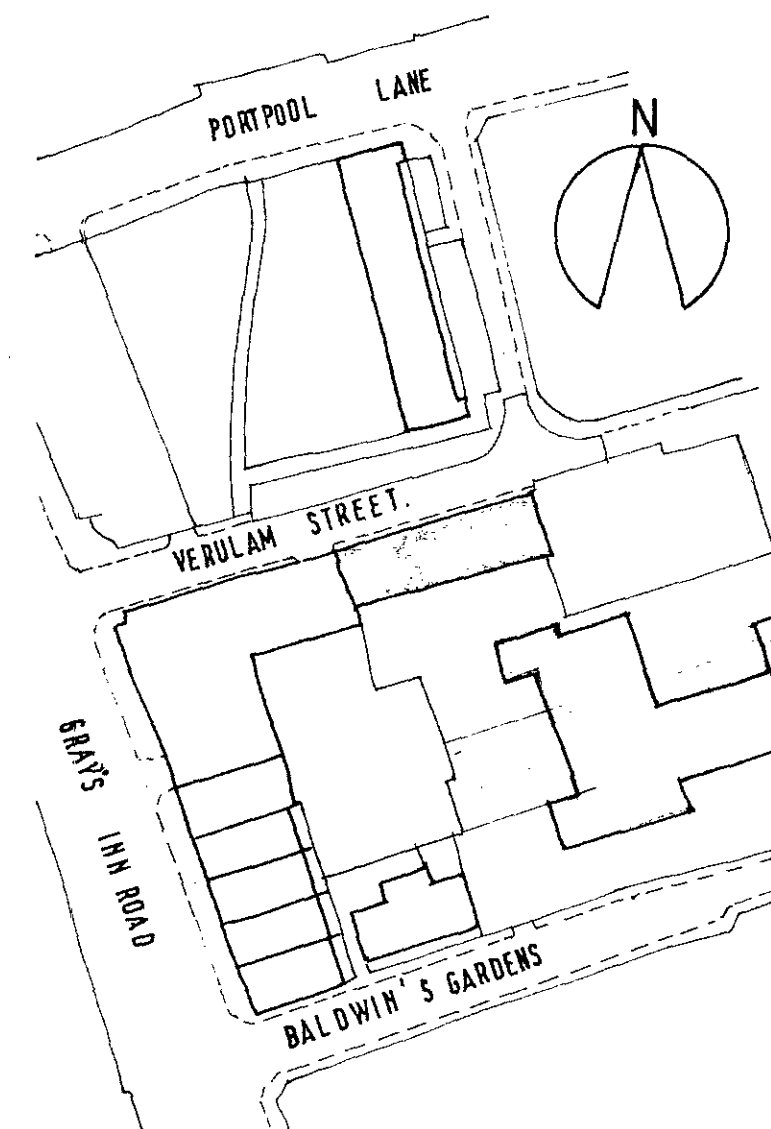 PORTPOOL LANE
N
VERULAM STREET.
GRAY'S INN ROAD
BALDWIN'S GARDENS